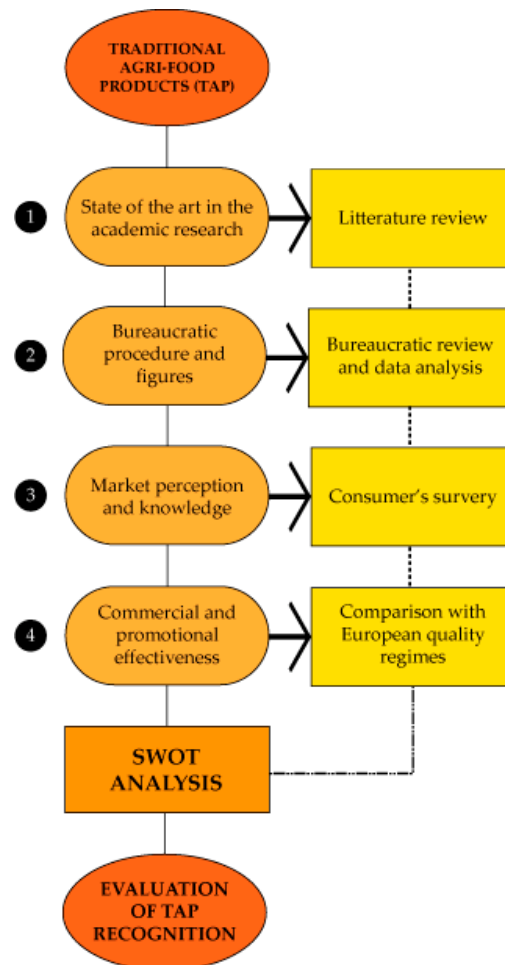 TRADITIONAL
AGRI-FOOD
PRODUCTS (TAP)
1
State of the art in the
academic research
Litterature review
2
Bureaucratic
procedure and
figures
Bureaucratic review
and data analysis
3
Market perception
and knowledge
Consumer's survery
4
Commercial and
promotional
effectiveness
Comparison with
European quality
regimes
SWOT
ANALYSIS
EVALUATION
OF TAP
RECOGNITION